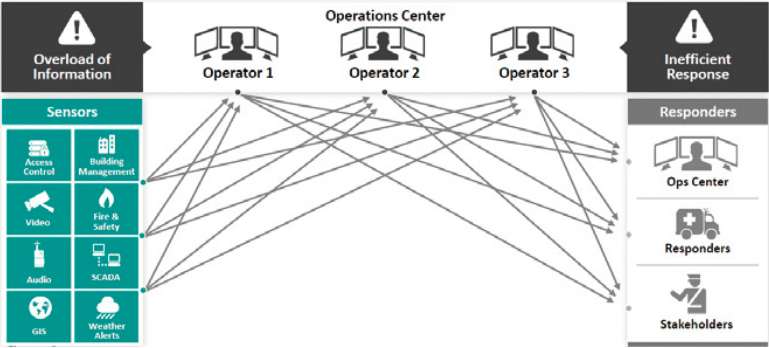 Operations Center
Overload of
Information
Operator 1
Operator 2
Operator 3
Inefficient
Response
Sensors
Access
Control
Building
Management
Video
Fire &
Safety
Audio
SCADA
GIS
Weather
Alerts
Responders
Ops Center
Responders
Stakeholders